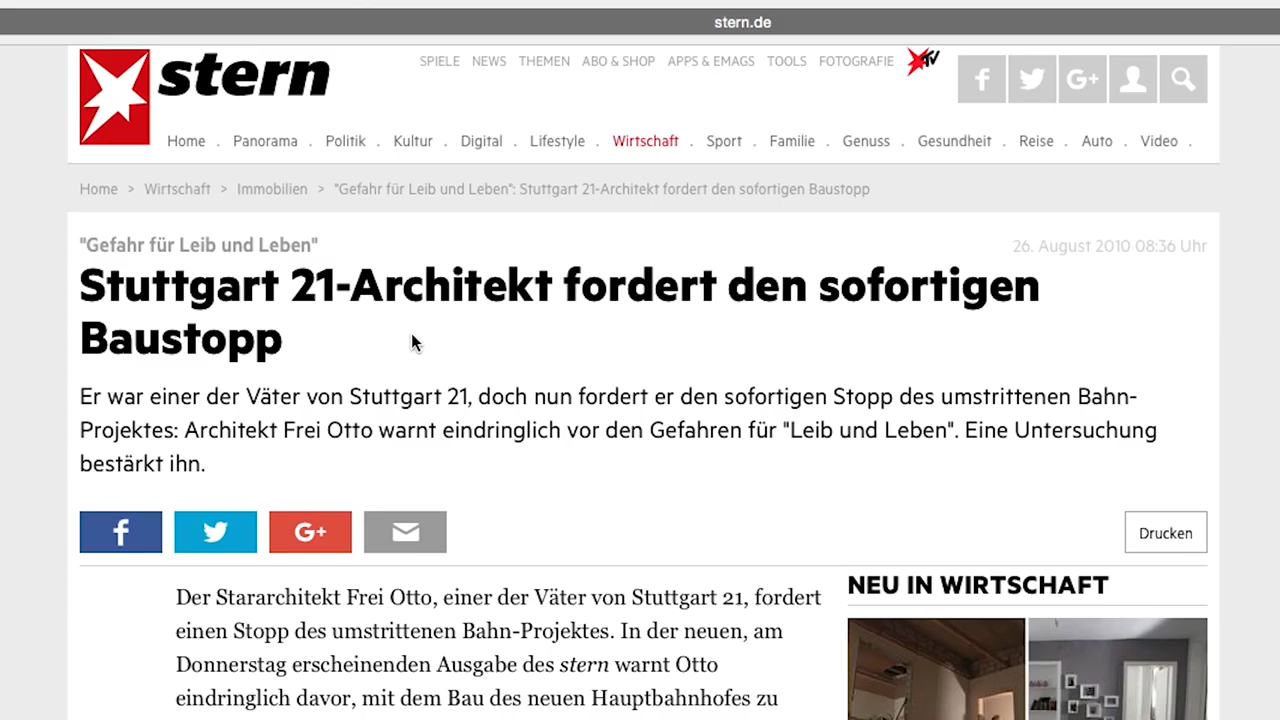 stern.de
stern
SPIELE NEWS THEMEN ABO & SHOP APPS & EMAGS TOOLS FOTOGRAFIE TV
f G+
Home . Panorama . Politik . Kultur . Digital . Lifestyle . Wirtschaft . Sport . Familie . Genuss . Gesundheit . Reise . Auto . Video .
Home > Wirtschaft > Immobilien > "Gefahr für Leib und Leben": Stuttgart 21-Architekt fordert den sofortigen Baustopp
"Gefahr für Leib und Leben"
26. August 2010 08:36 Uhr
Stuttgart 21-Architekt fordert den sofortigen
Baustopp
Er war einer der Väter von Stuttgart 21, doch nun fordert er den sofortigen Stopp des umstrittenen Bahn-
Projektes: Architekt Frei Otto warnt eindringlich vor den Gefahren für "Leib und Leben". Eine Untersuchung
bestärkt ihn.
f G+
Drucken
Der Stararchitekt Frei Otto, einer der Väter von Stuttgart 21, fordert
einen Stopp des umstrittenen Bahn-Projektes. In der neuen, am
Donnerstag erscheinenden Ausgabe des stern warnt Otto
eindringlich davor, mit dem Bau des neuen Hauptbahnhofes zu
NEU IN WIRTSCHAFT